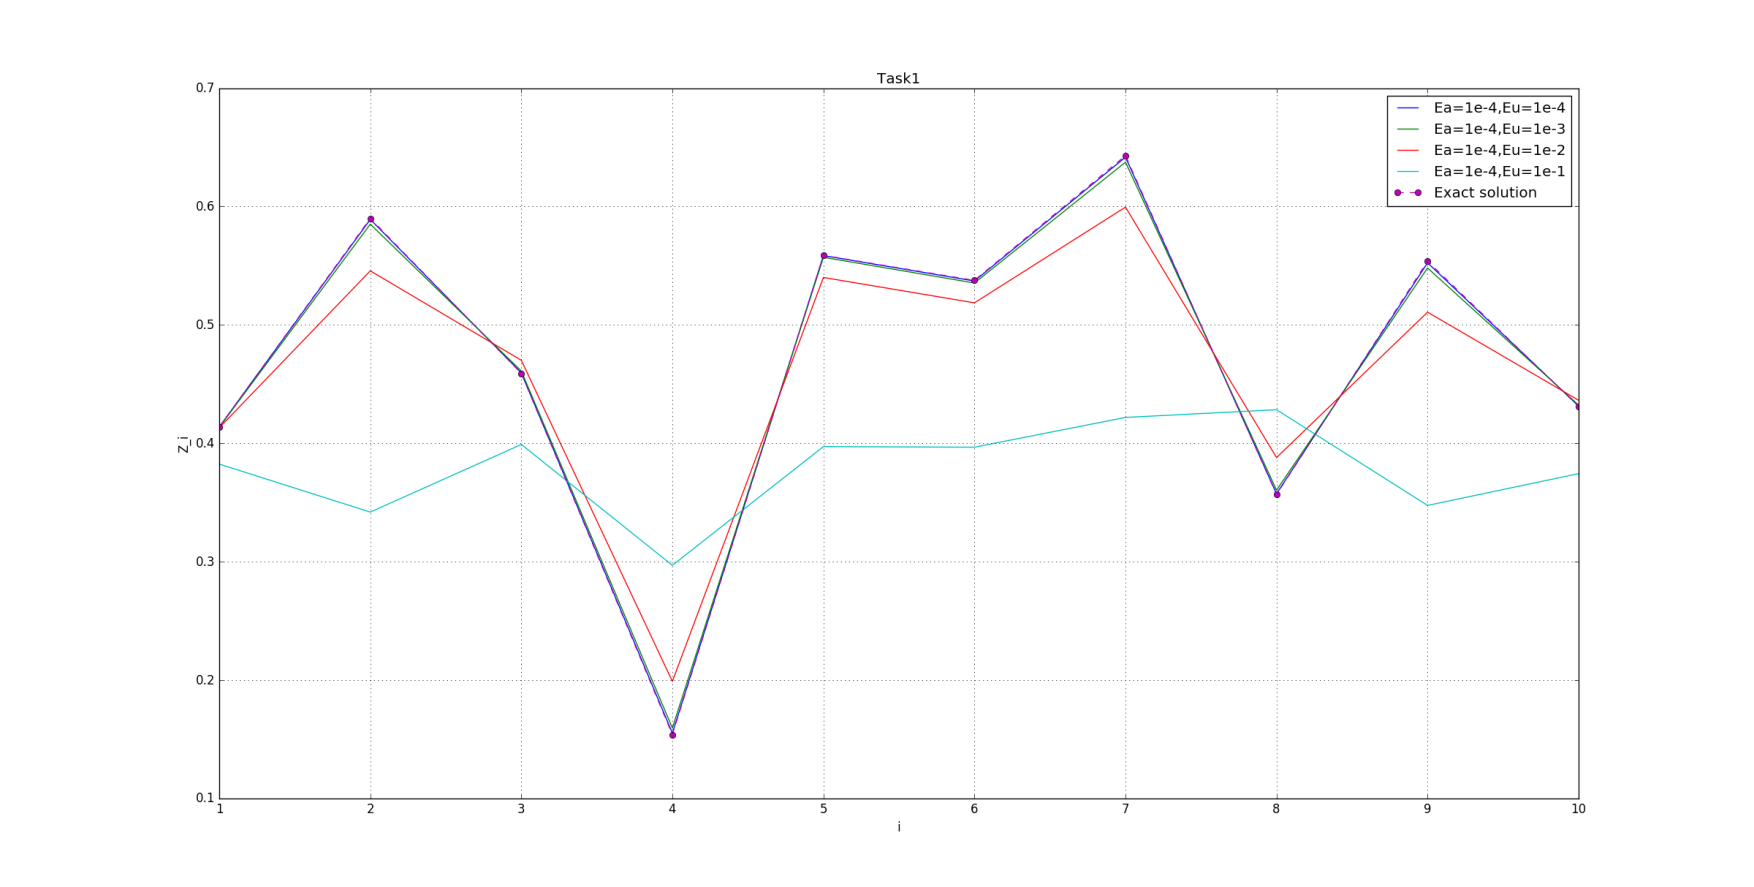 Task1
0.7
0.6
0.5
0.4
0.3
0.2
0.1
Z_i
1 2 3 4 5 6 7 8 9 10
i
Ea=1e-4,Eu=1e-4
Ea=1e-4,Eu=1e-3
Ea=1e-4,Eu=1e-2
Ea=1e-4,Eu=1e-1
Exact solution